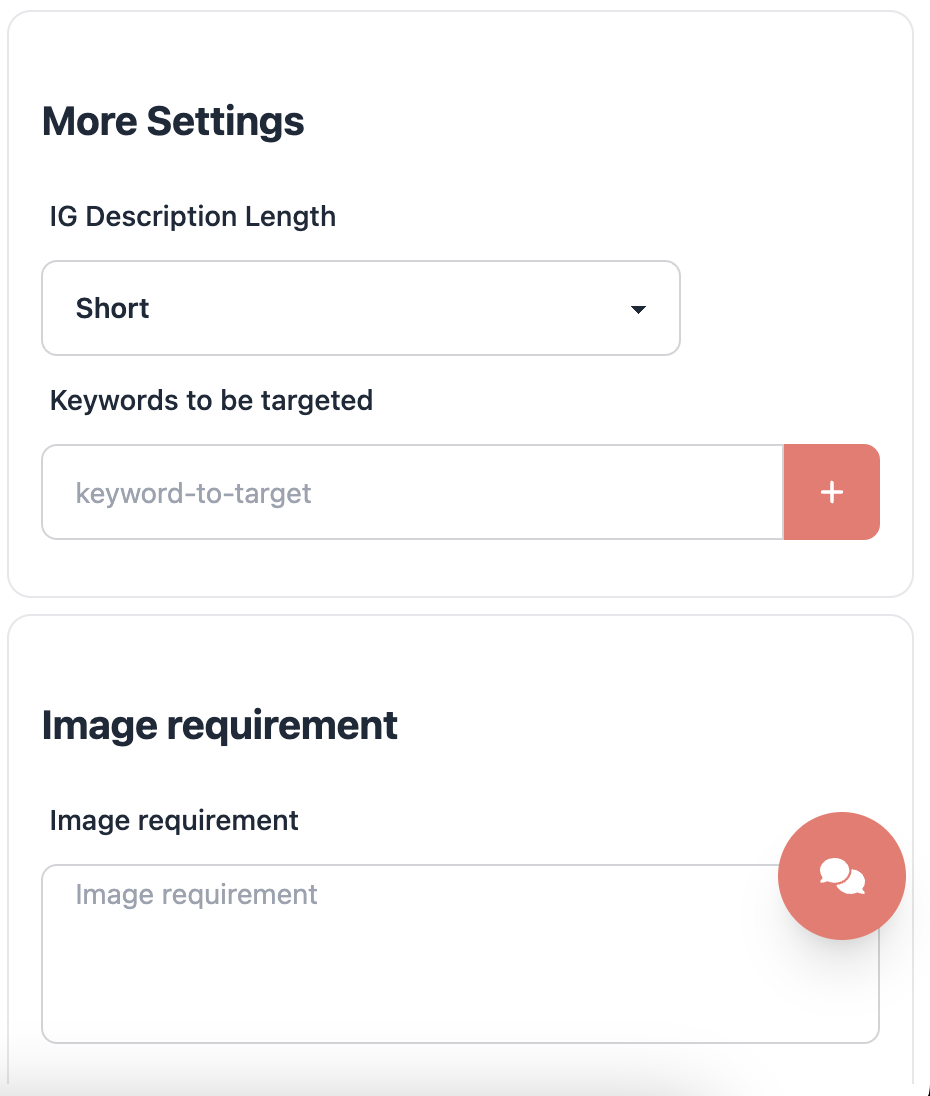 More Settings
IG Description Length
Short
Keywords to be targeted
keyword-to-target
+
Image requirement
Image requirement
Image requirement